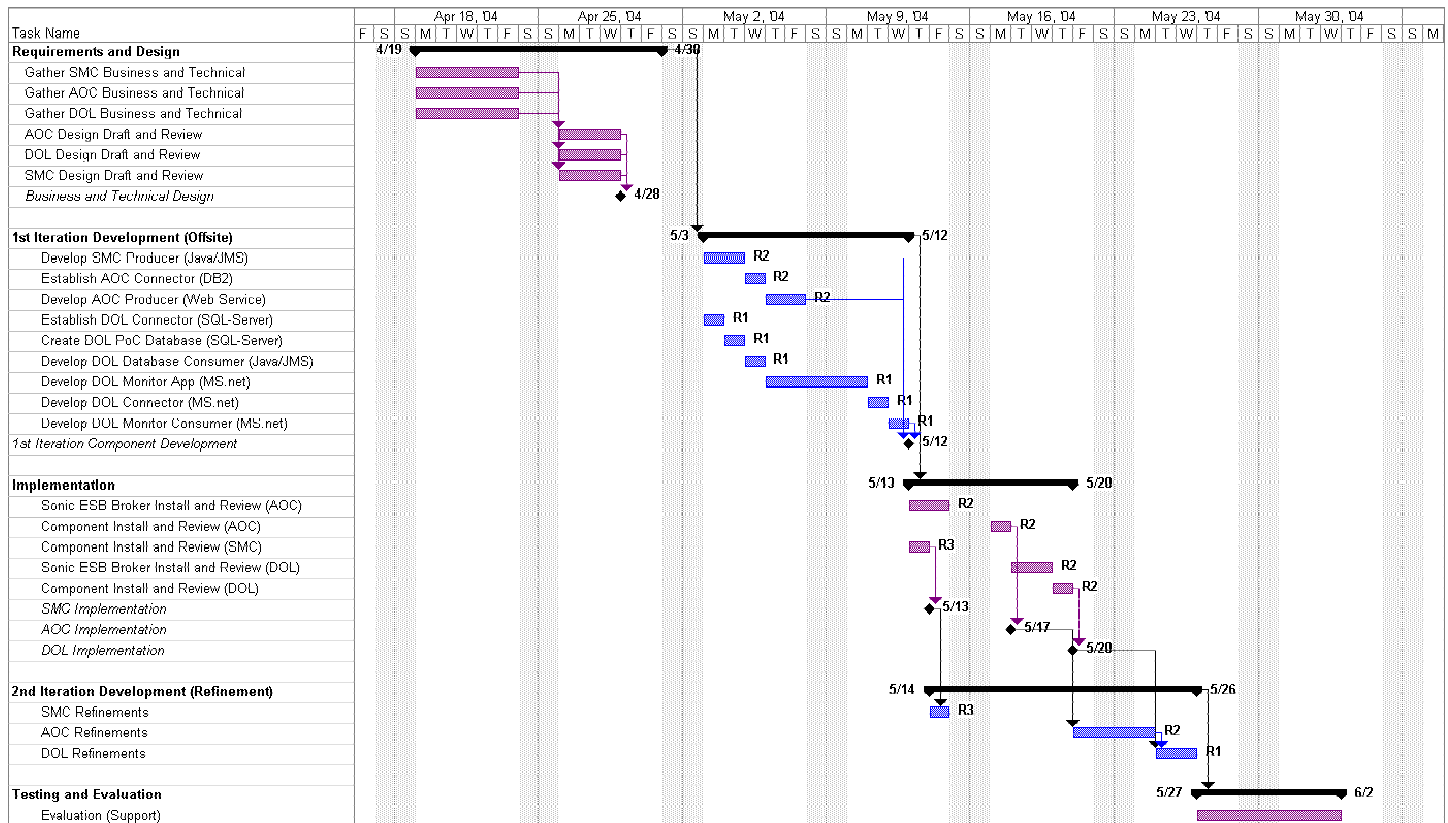 Apr 18, '04 Apr 25, '04 May 2, '04 May 9, '04 May 16, '04 May 23, '04 May 30, '04
Task Name F S S M T W T F S S M T W T F S S M T W T F S S M T W T F S S M T W T F S S M T W T F S S M T W T F S S M
Requirements and Design 4/19 4/30
Gather SMC Business and Technical
Gather AOC Business and Technical
Gather DOL Business and Technical
AOC Design Draft and Review
DOL Design Draft and Review
SMC Design Draft and Review
Business and Technical Design 4/28
1st Iteration Development (Offsite) 5/3 5/12
Develop SMC Producer (Java/JMS) R2
Establish AOC Connector (DB2) R2
Develop AOC Producer (Web Service) R2
Establish DOL Connector (SQL-Server) R1
Create DOL PoC Database (SQL-Server) R1
Develop DOL Database Consumer (Java/JMS) R1
Develop DOL Monitor App (MS.net) R1
Develop DOL Connector (MS.net) R1
Develop DOL Monitor Consumer (MS.net) R1
1st Iteration Component Development 5/12
Implementation 5/13 5/20
Sonic ESB Broker Install and Review (AOC) R2
Component Install and Review (AOC) R2
Component Install and Review (SMC) R3
Sonic ESB Broker Install and Review (DOL) R2
Component Install and Review (DOL) R2
SMC Implementation 5/13
AOC Implementation 5/17
DOL Implementation 5/20
2nd Iteration Development (Refinement) 5/14 5/26
SMC Refinements R3
AOC Refinements R2
DOL Refinements R1
Testing and Evaluation 5/27 6/2
Evaluation (Support)